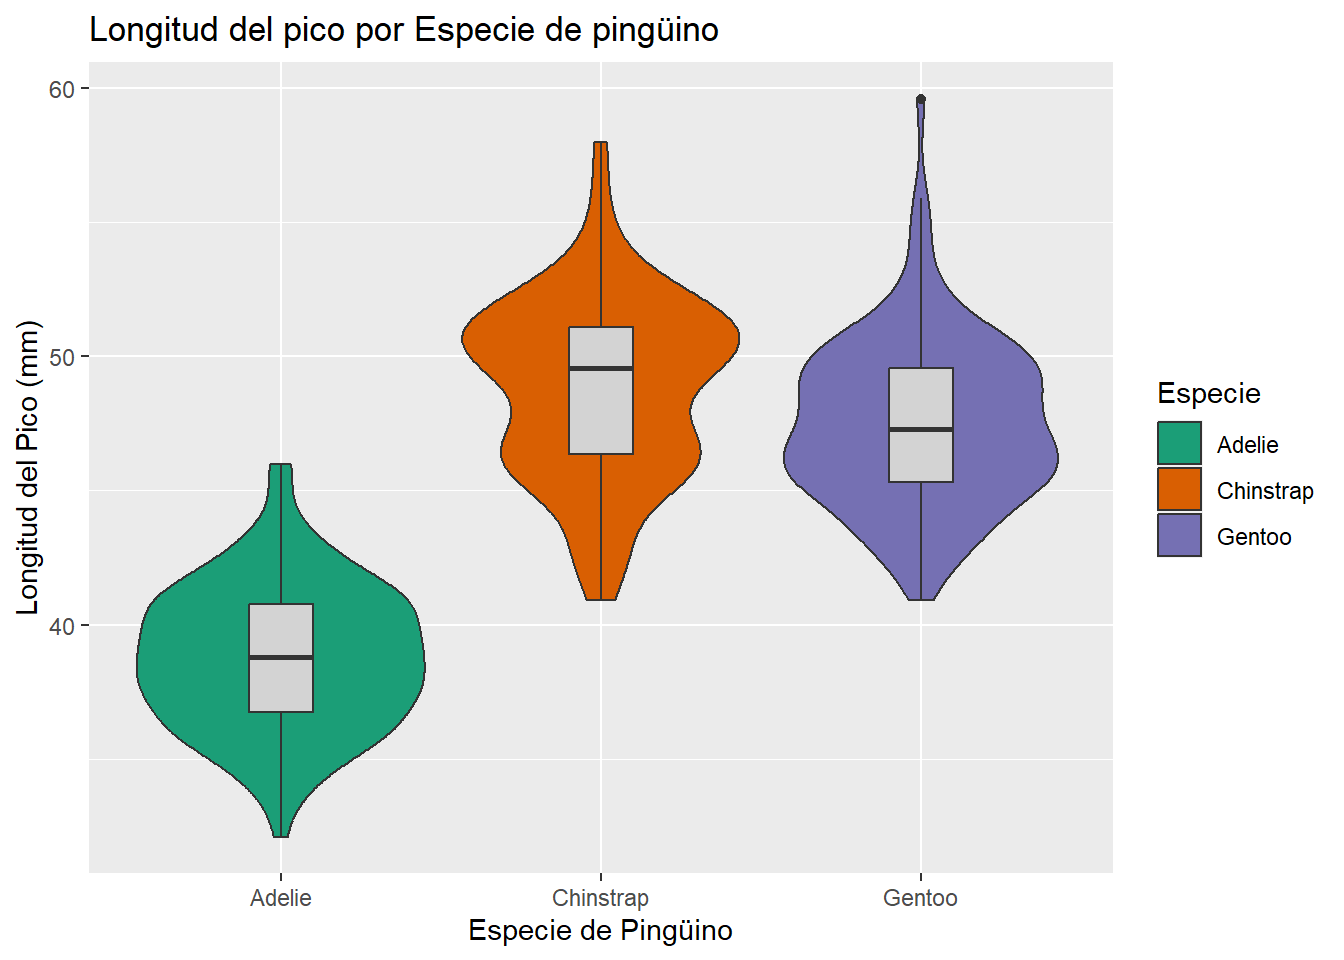 Longitud del pico por Especie de pingüino
Longitud del Pico (mm)
60
50
40
Adelie
Chinstrap
Gentoo
Especie de Pingüino
Especie
Adelie
Chinstrap
Gentoo